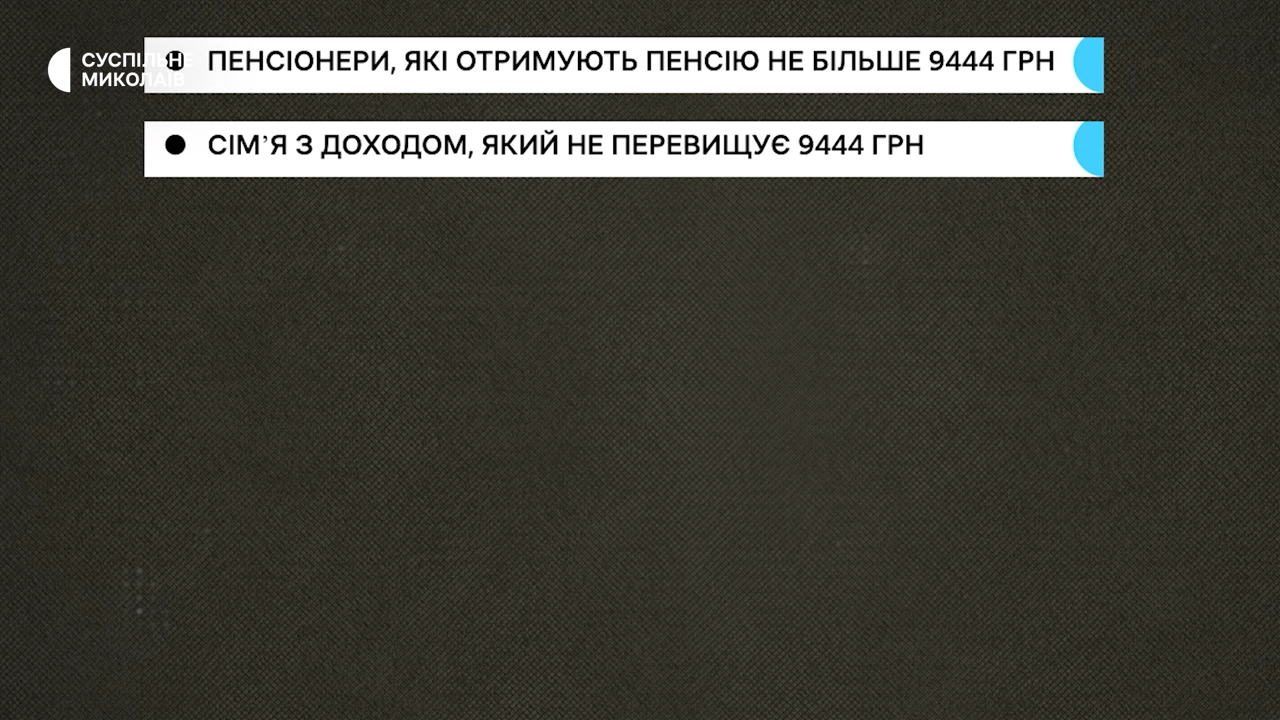 СУСПІЛЬНЕ
МИКОЛАЇВ
ПЕНСІОНЕРИ, ЯКІ ОТРИМУЮТЬ ПЕНСІЮ НЕ БІЛЬШЕ 9444 ГРН
СІМ’Я З ДОХОДОМ, ЯКИЙ НЕ ПЕРЕВИЩУЄ 9444 ГРН